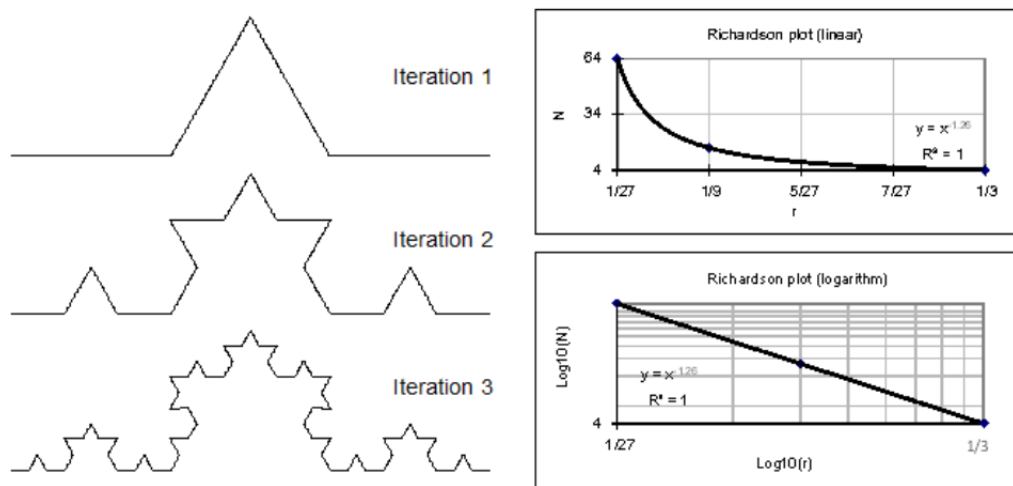 Iteration 1
Iteration 2
Iteration 3
Richardson plot (linear)
64
34
4
N
y = x^-1.26
R² = 1
1/27
1/9
5/27
7/27
1/3
r
Richardson plot (logarithm)
Log10(N)
y = x^-1.26
R² = 1
4
1/27
1/3
Log10(r)